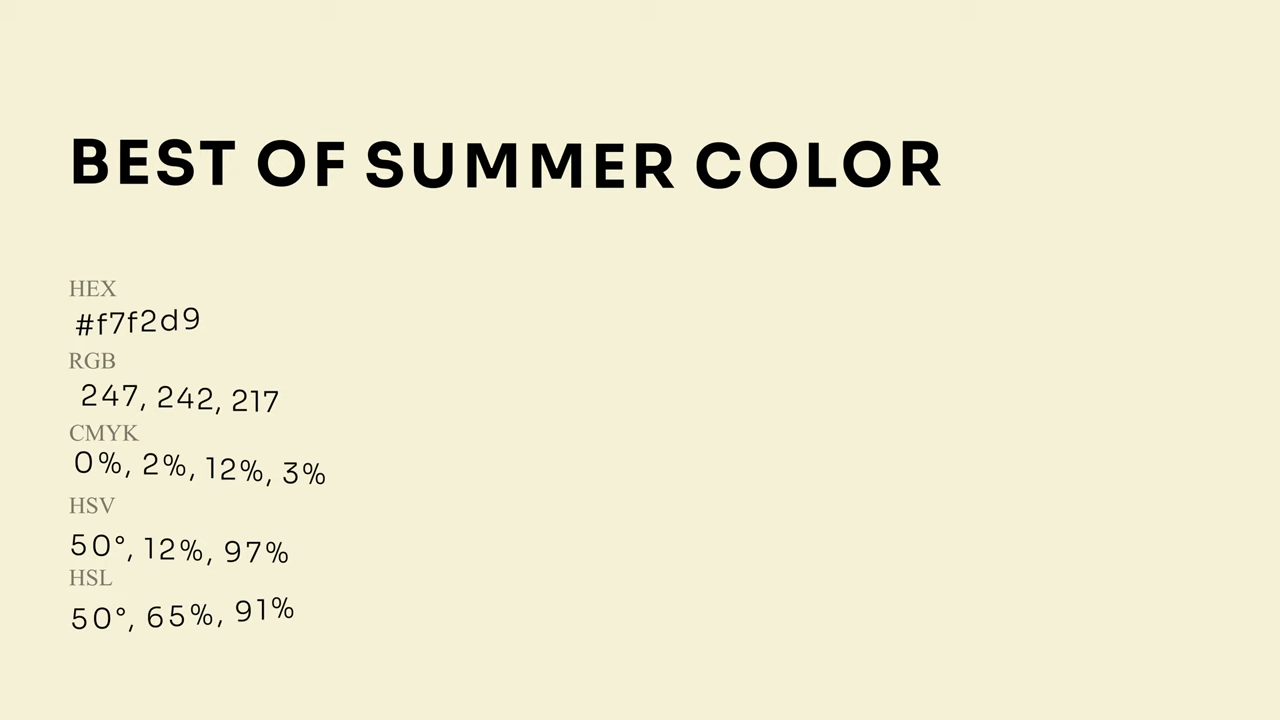 BEST OF SUMMER COLOR
HEX
#f7f2d9
RGB
247, 242, 217
CMYK
0%, 2%, 12%, 3%
HSV
50°, 12%, 97%
HSL
50°, 65%, 91%